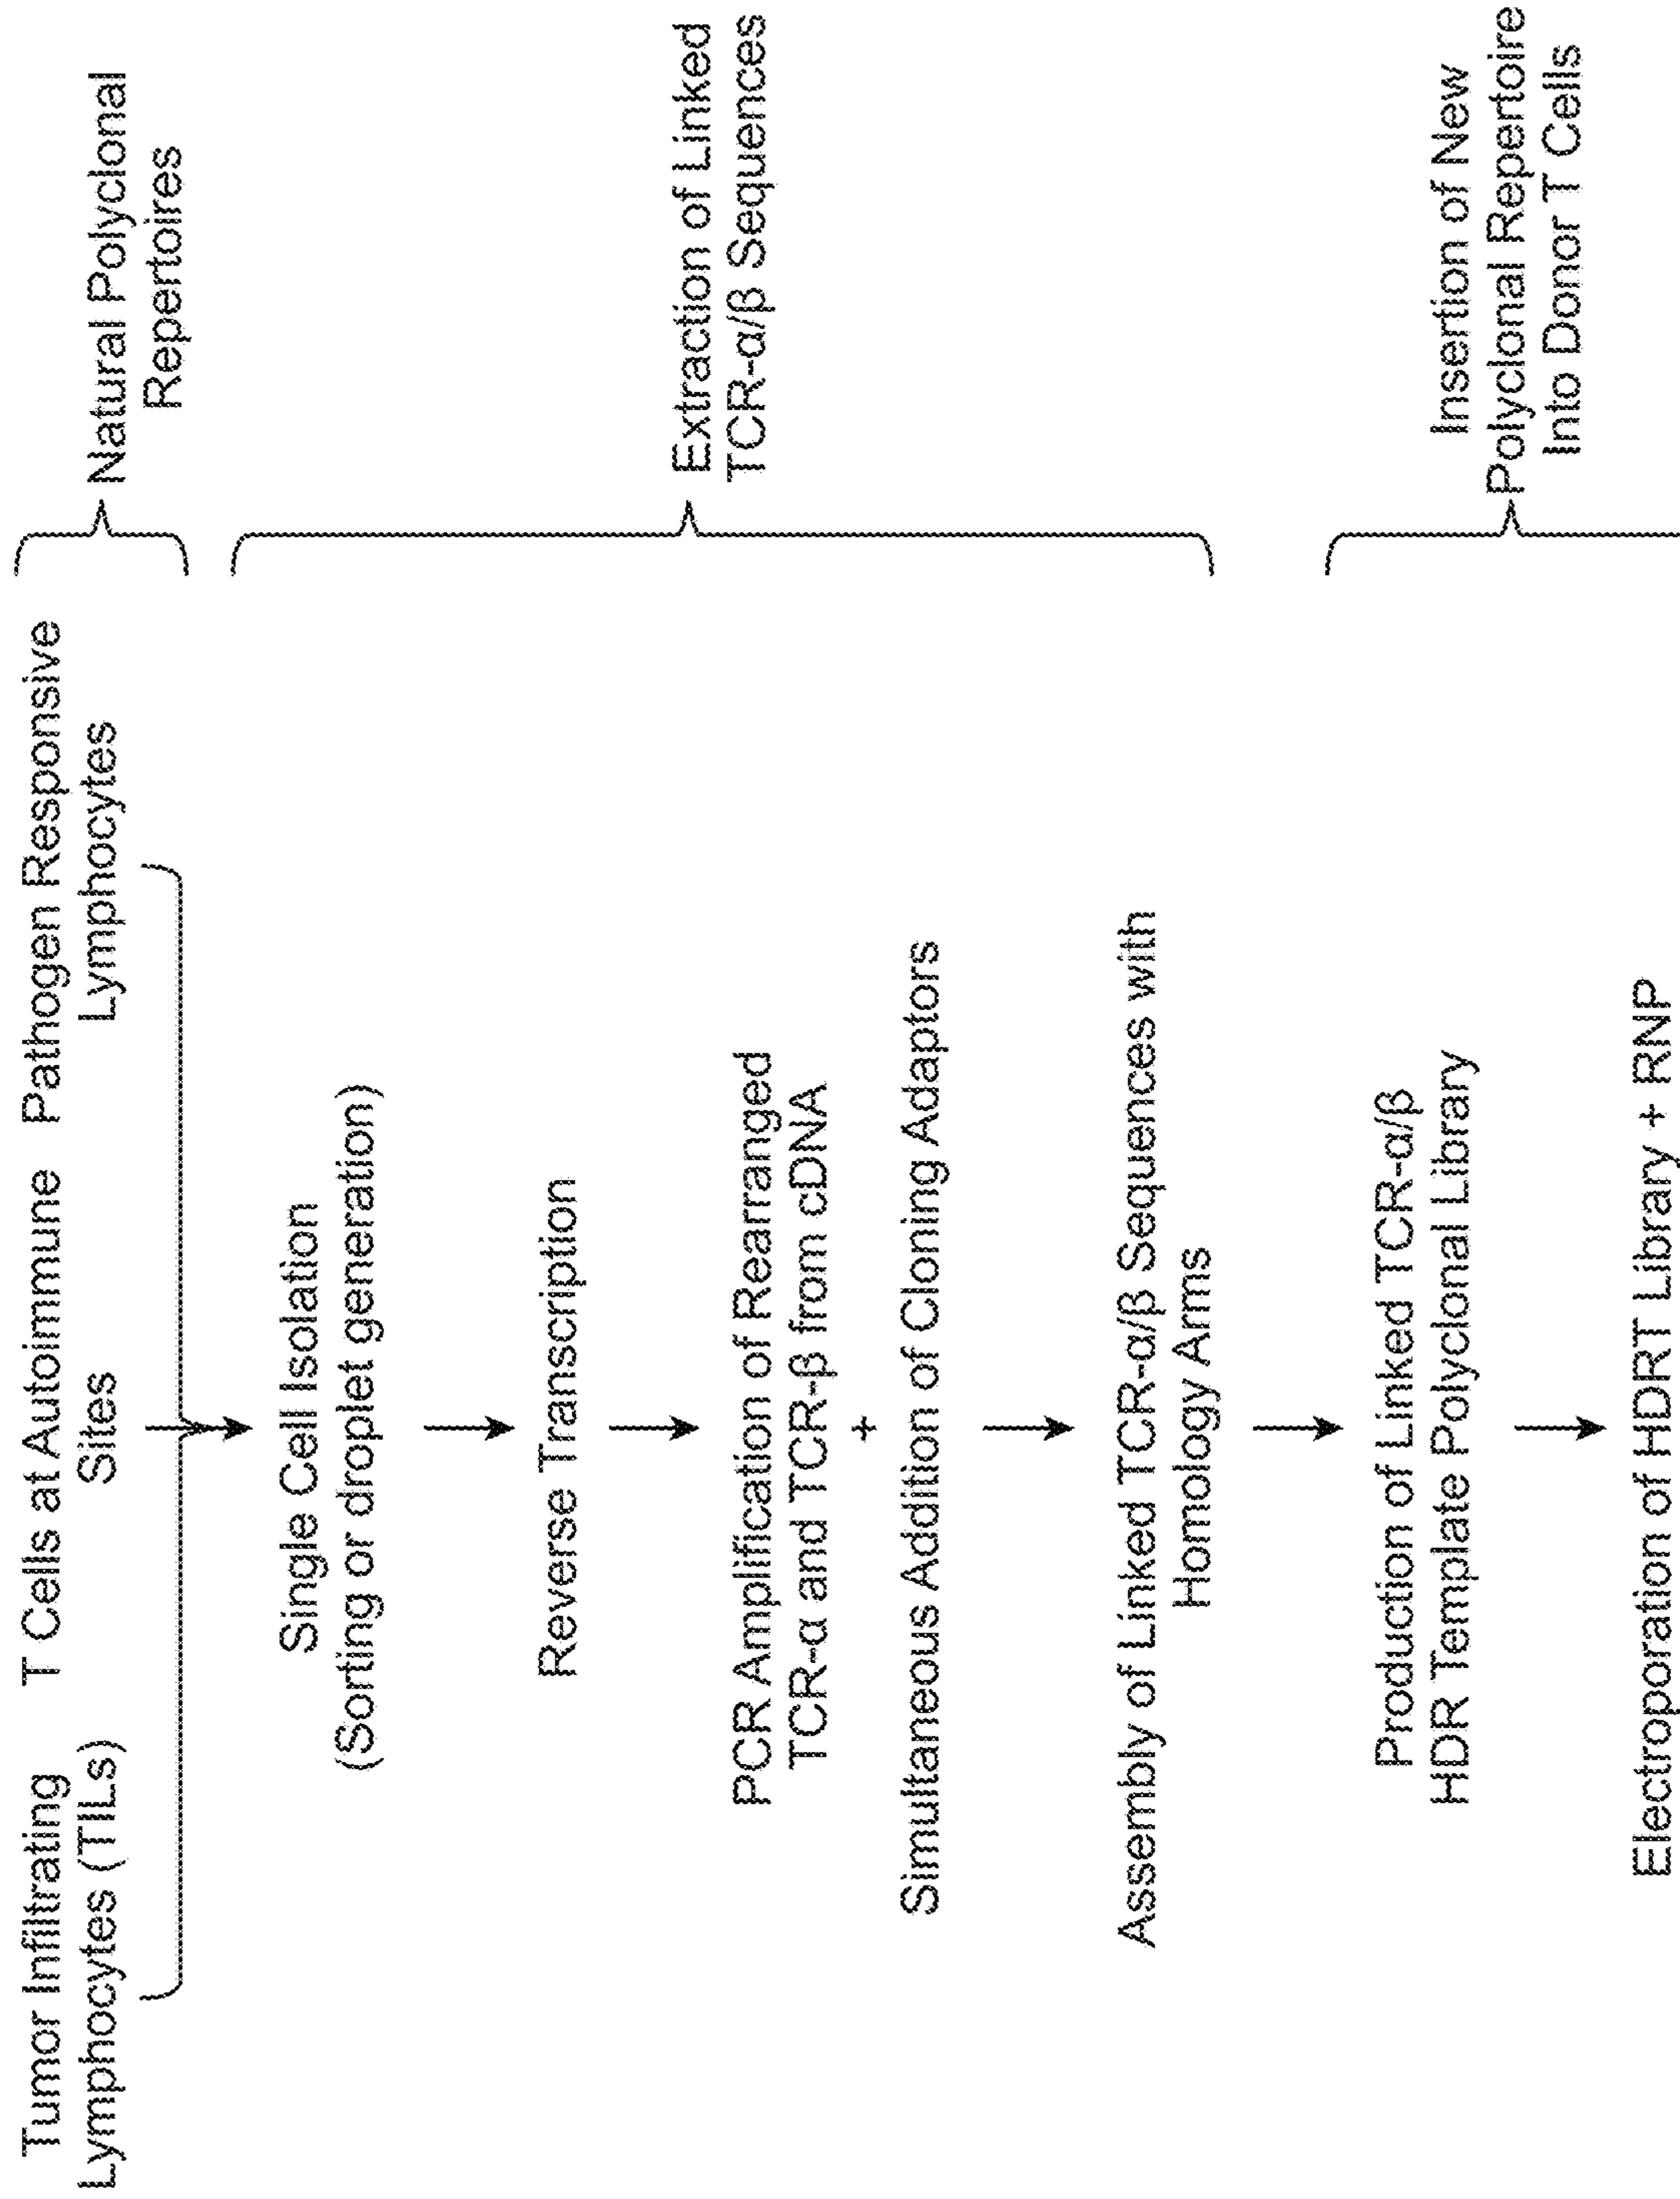 Tumor Infiltrating
Lymphocytes (TILs)
T Cells at Autoimmune
Sites
Pathogen Responsive
Lymphocytes
Natural Polyclonal
Repertoires
Single Cell Isolation
(Sorting or droplet generation)
Reverse Transcription
PCR Amplification of Rearranged
TCR-α and TCR-β from cDNA
+
Simultaneous Addition of Cloning Adaptors
Assembly of Linked TCR-α/β Sequences with
Homology Arms
Extraction of Linked
TCR-α/β Sequences
Production of Linked TCR-α/β
HDR Template Polyclonal Library
Electroporation of HDRT Library + RNP
Insertion of New
Polyclonal Repertoire
Into Donor T Cells